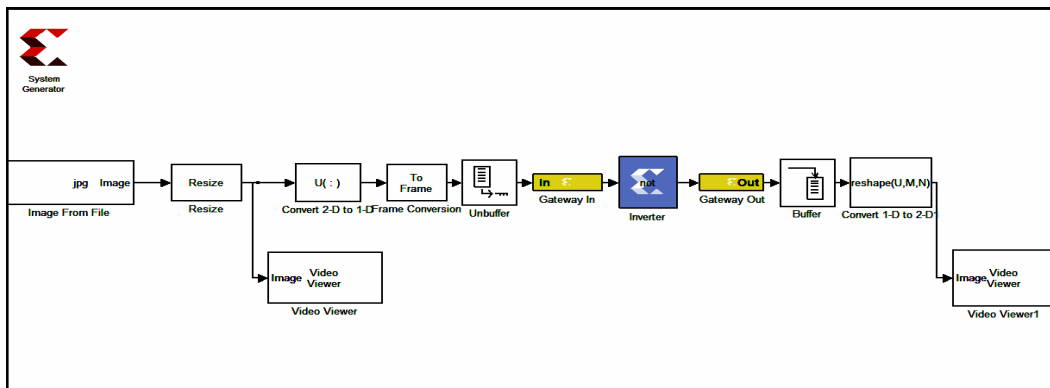 System
Generator
jpg Image
Image From File
Resize
Resize
U( : )
Convert 2-D to 1-D
To
Frame
Frame Conversion
Unbuffer
In
Gateway In
not
Inverter
Out
Gateway Out
Buffer
reshape(U,M,N)
Convert 1-D to 2-D1
Image Video
Viewer
Video Viewer
Image Video
Viewer
Video Viewer1